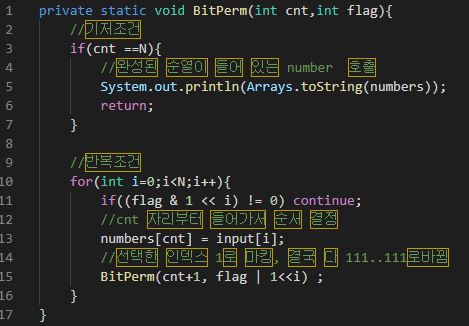 1 private static void BitPerm(int cnt,int flag){
2 //기저조건
3 if(cnt ==N){
4 //완성된 순열이 들어 있는 number 호출
5 System.out.println(Arrays.toString(numbers));
6 return;
7 }
8
9 //반복조건
10 for(int i=0;i<N;i++){
11 if((flag & 1 << i) != 0) continue;
12 //cnt 자리부터 들어가서 순서 결정
13 numbers[cnt] = input[i];
14 //선택한 인덱스 1로 마킹, 결국 다 111..111로바뀜
15 BitPerm(cnt+1, flag | 1<<i) ;
16 }
17 }